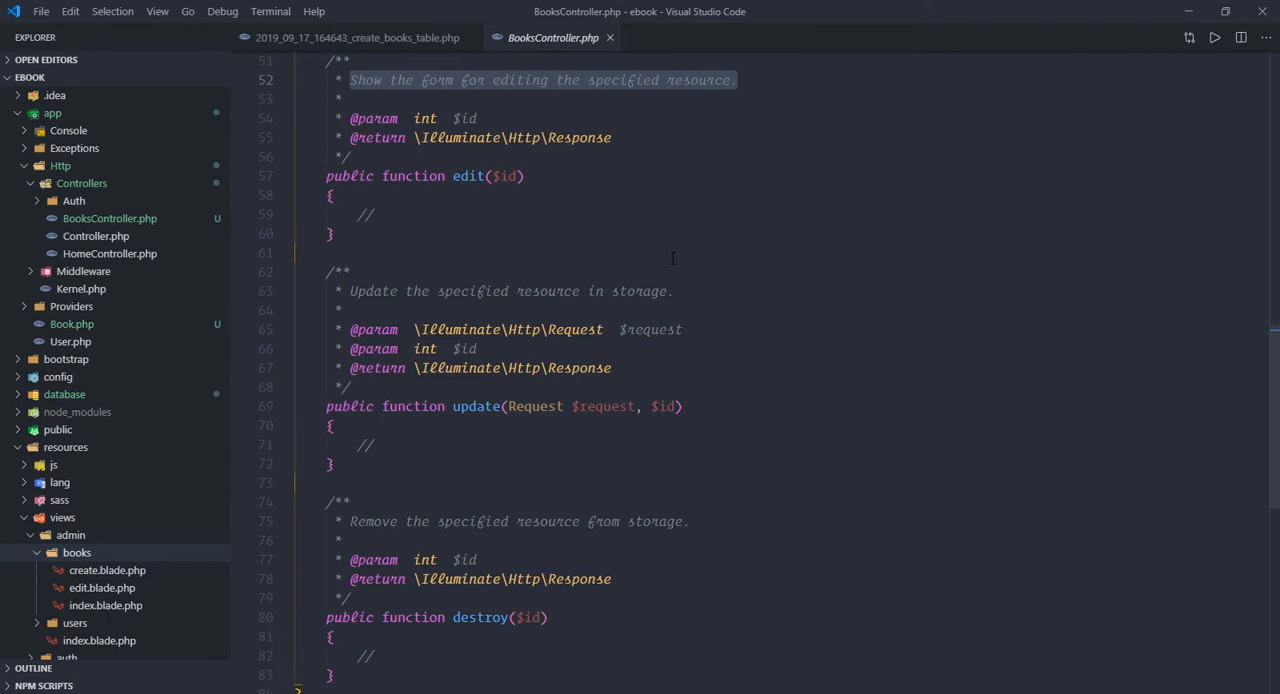 File Edit Selection View Go Debug Terminal Help
BooksController.php - ebook - Visual Studio Code
EXPLORER
OPEN EDITORS
EBOOK
.idea
app
Console
Exceptions
Http
Controllers
Auth
BooksController.php U
Controller.php
HomeController.php
Middleware
Kernel.php
Providers
Book.php U
User.php
bootstrap
config
database
node_modules
public
resources
js
lang
sass
views
admin
books
create.blade.php
edit.blade.php
index.blade.php
users
index.blade.php
auth
OUTLINE
NPM SCRIPTS
2019_09_17_164643_create_books_table.php
BooksController.php
51 /**
52 * Show the form for editing the specified resource.
53 *
54 * @param int $id
55 * @return \Illuminate\Http\Response
56 */
57 public function edit($id)
58 {
59 //
60 }
61
62 /**
63 * Update the specified resource in storage.
64 *
65 * @param \Illuminate\Http\Request $request
66 * @param int $id
67 * @return \Illuminate\Http\Response
68 */
69 public function update(Request $request, $id)
70 {
71 //
72 }
73
74 /**
75 * Remove the specified resource from storage.
76 *
77 * @param int $id
78 * @return \Illuminate\Http\Response
79 */
80 public function destroy($id)
81 {
82 //
83 }
84 }